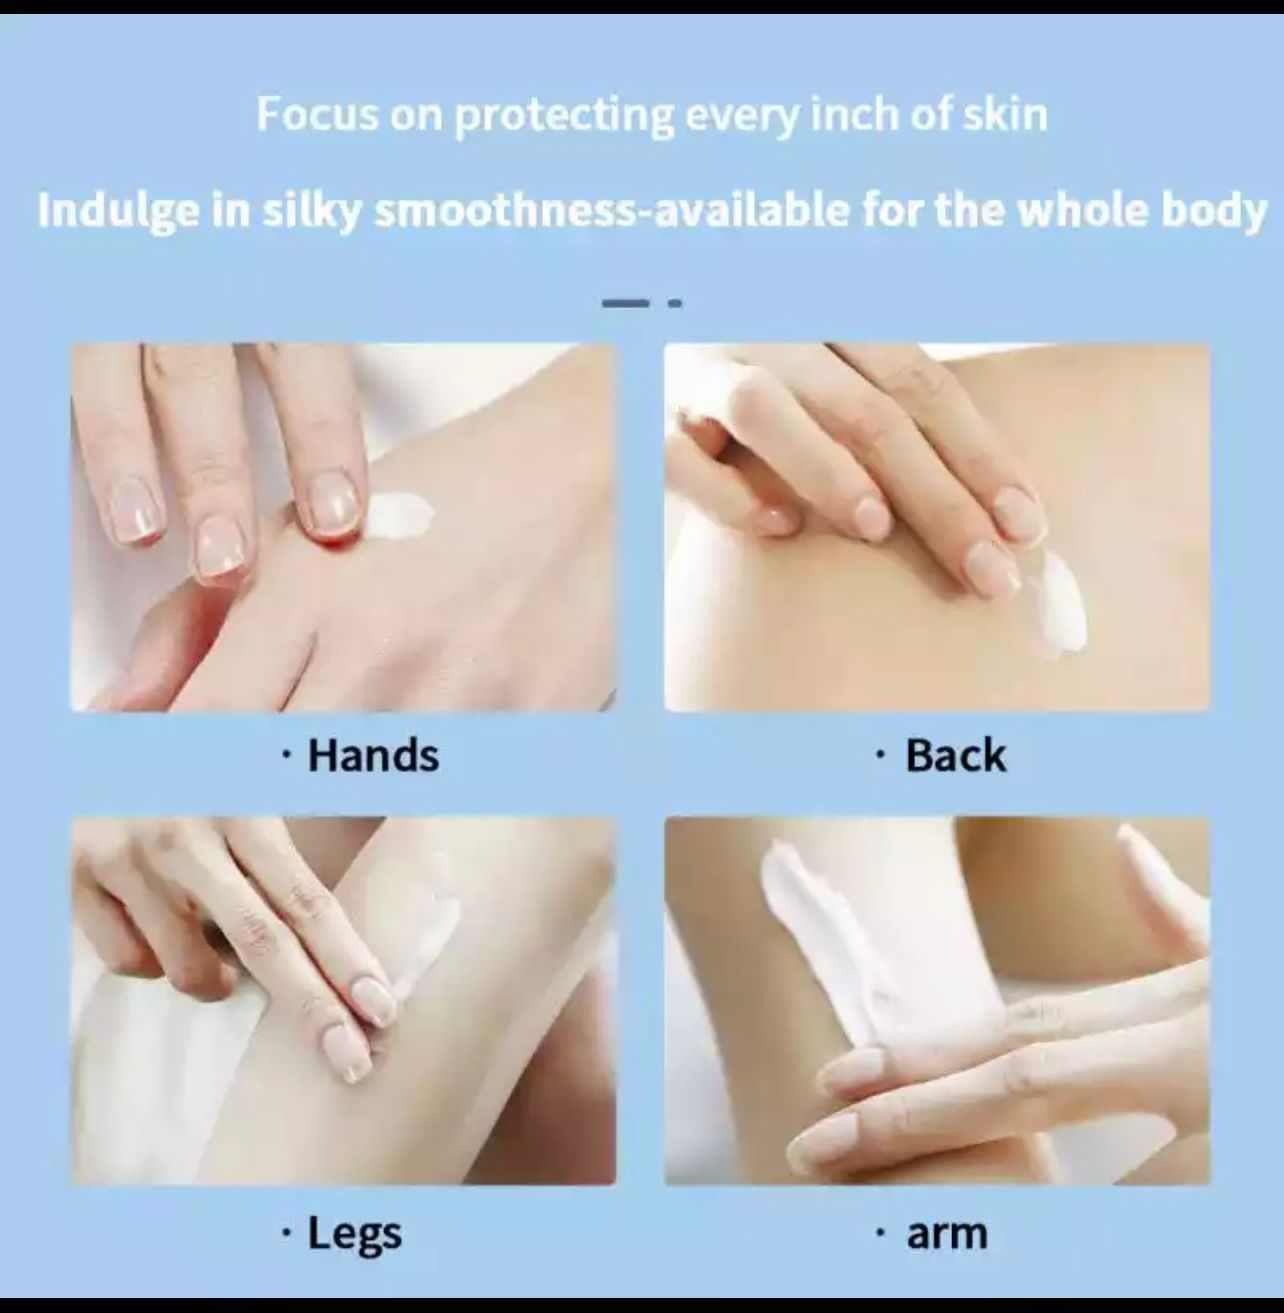 Focus on protecting every inch of skin
Indulge in silky smoothness-available for the whole body
· Hands
· Back
· Legs
· arm